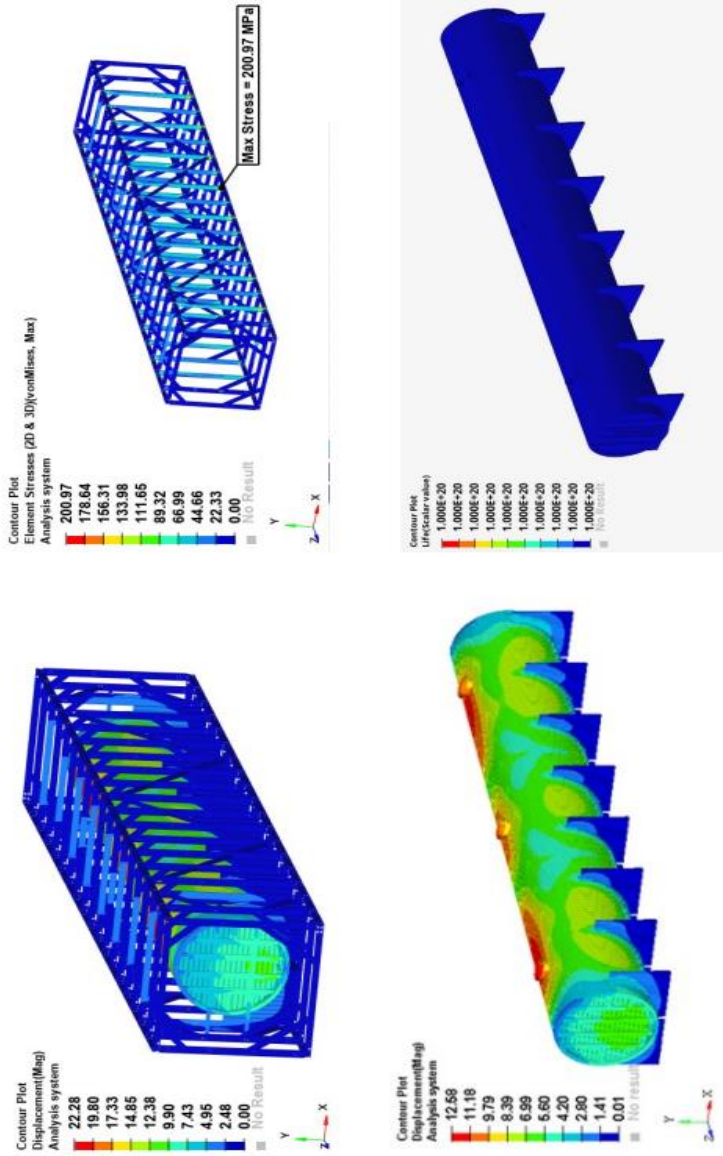 Contour Plot
Element Stresses (2D & 3D)(vonMises, Max)
Analysis system
200.97
178.64
156.31
133.98
111.65
89.32
66.99
44.66
22.33
0.00
No Result
Max Stress = 200.97 MPa
Y
Z
X
Contour Plot
Life(Scalar value)
1.000E+20
1.000E+20
1.000E+20
1.000E+20
1.000E+20
1.000E+20
1.000E+20
1.000E+20
1.000E+20
No Result
Contour Plot
Displacement(Mag)
Analysis system
22.28
19.80
17.33
14.85
12.38
9.90
7.43
4.95
2.48
0.00
No Result
Y
Z
X
Contour Plot
Displacement(Mag)
Analysis system
12.58
11.18
9.79
8.39
6.99
5.60
4.20
2.80
1.41
0.01
No result
Y
Z
X